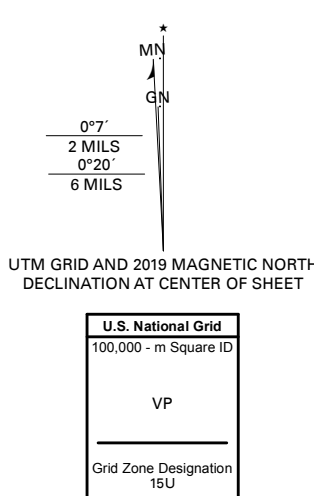 ★
MN
GN
0°7´
2 MILS
0°20´
6 MILS
UTM GRID AND 2019 MAGNETIC NORTH
DECLINATION AT CENTER OF SHEET
U.S. National Grid
100,000 - m Square ID
VP
Grid Zone Designation
15U